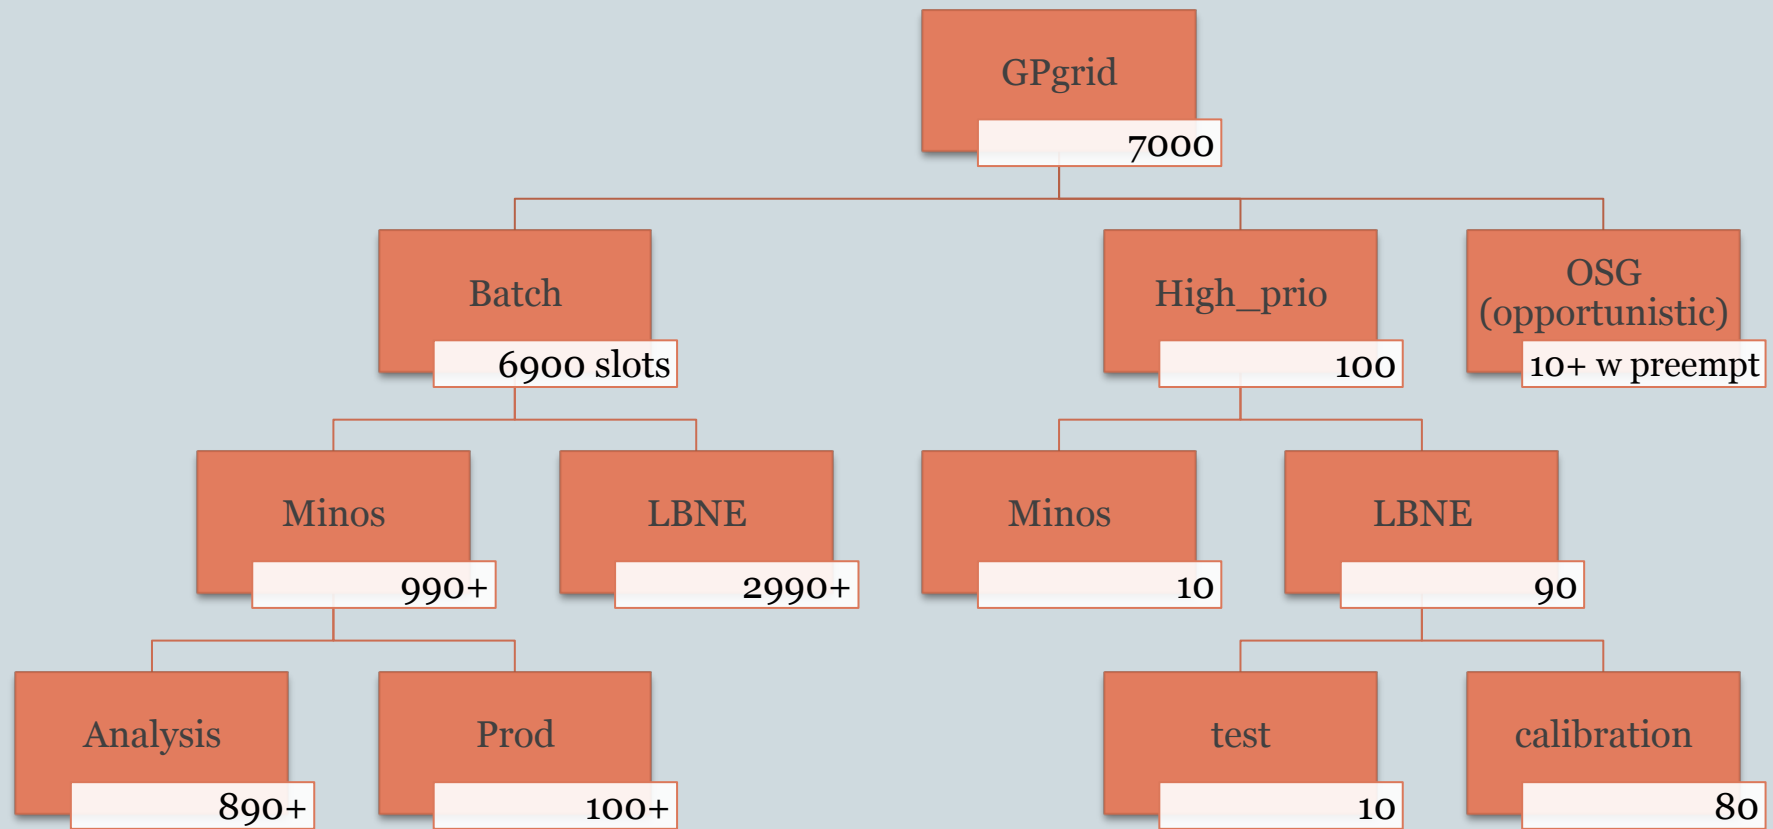 GPgrid
7000
Batch
6900 slots
High_prio
100
OSG
(opportunistic)
10+ w preempt
Minos
990+
LBNE
2990+
Minos
10
LBNE
90
Analysis
890+
Prod
100+
test
10
calibration
80